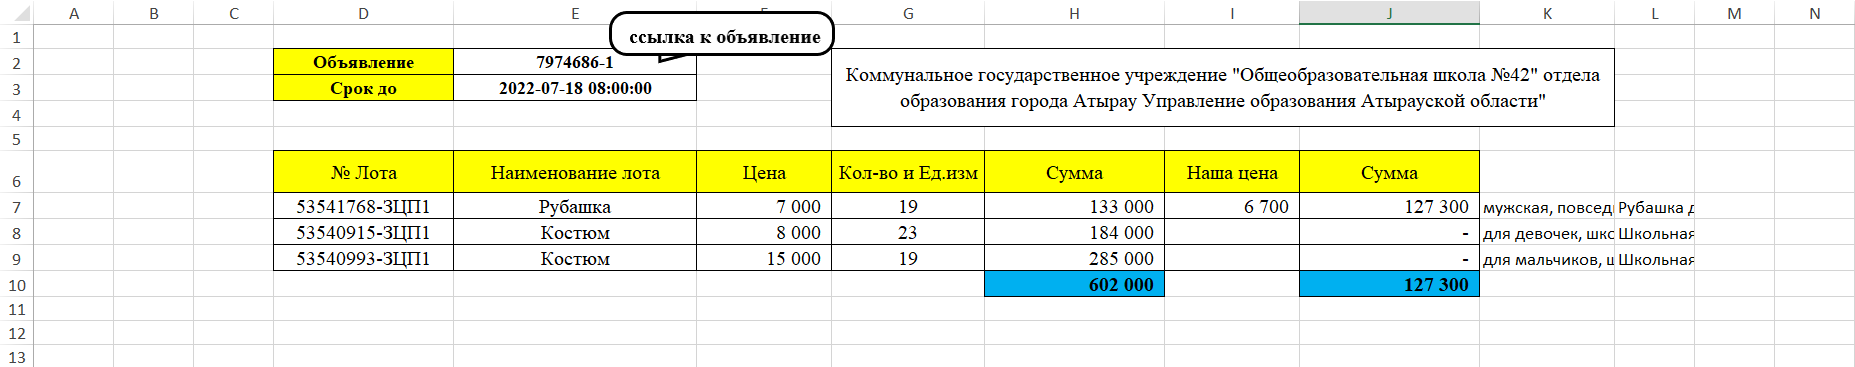 A B C D E F G H I J K L M N
1 ссылка к объявление
2 Объявление 7974686-1
Коммунальное государственное учреждение "Общеобразовательная школа №42" отдела
3 Срок до 2022-07-18 08:00:00
образования города Атырау Управление образования Атырауской области"
4
5
6 № Лота Наименование лота Цена Кол-во и Ед.изм Сумма Наша цена Сумма
7 53541768-ЗЦП1 Рубашка 7 000 19 133 000 6 700 127 300 мужская, повсед Рубашка д
8 53540915-ЗЦП1 Костюм 8 000 23 184 000 - для девочек, шко Школьная
9 53540993-ЗЦП1 Костюм 15 000 19 285 000 - для мальчиков, ш Школьная
10 602 000 127 300
11
12
13